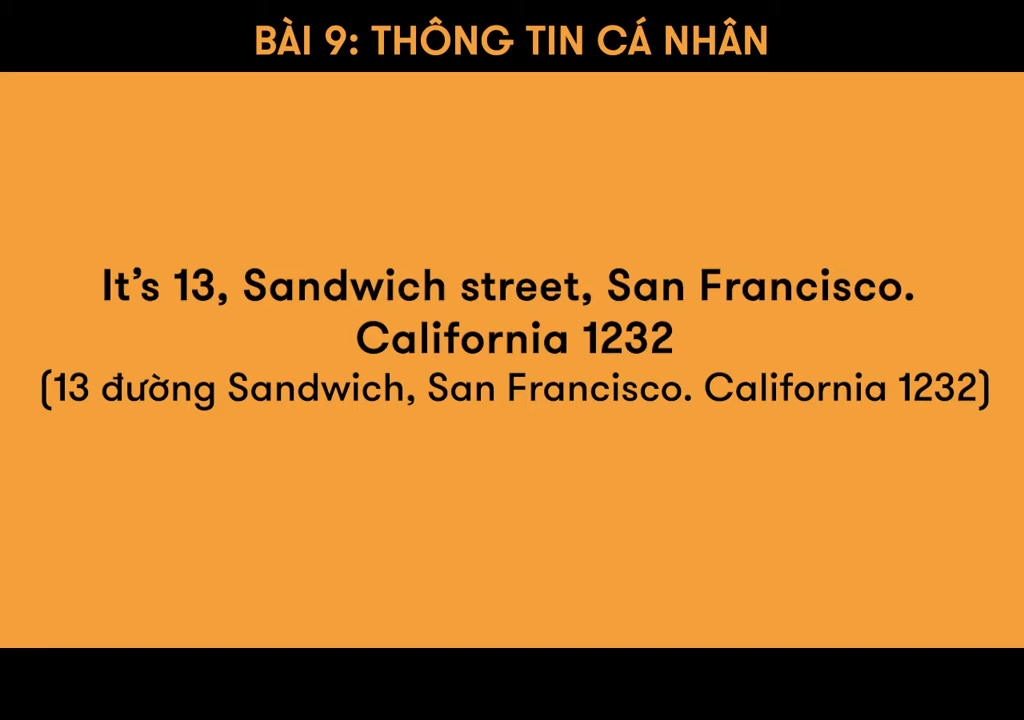 BÀI 9: THÔNG TIN CÁ NHÂN
It’s 13, Sandwich street, San Francisco.
California 1232
(13 đường Sandwich, San Francisco. California 1232)